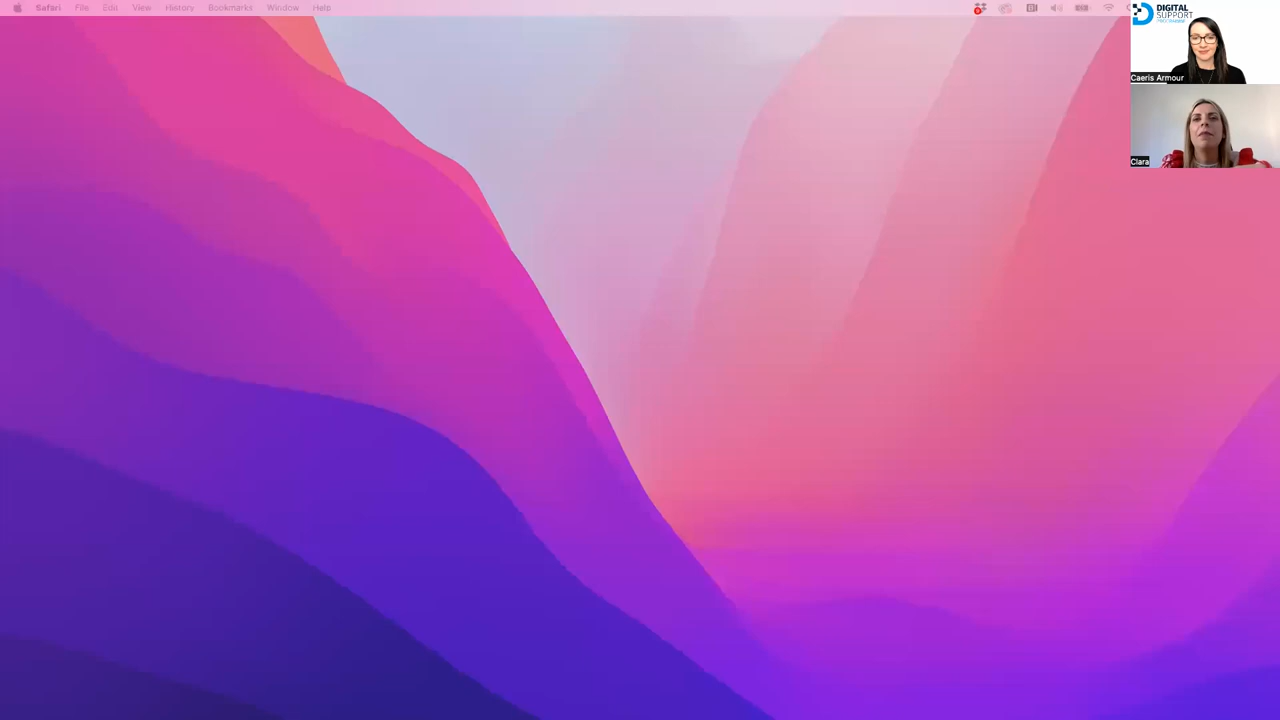 Safari File Edit View History Bookmarks Window Help
DIGITAL
SUPPORT
Caeris Armour
Clara